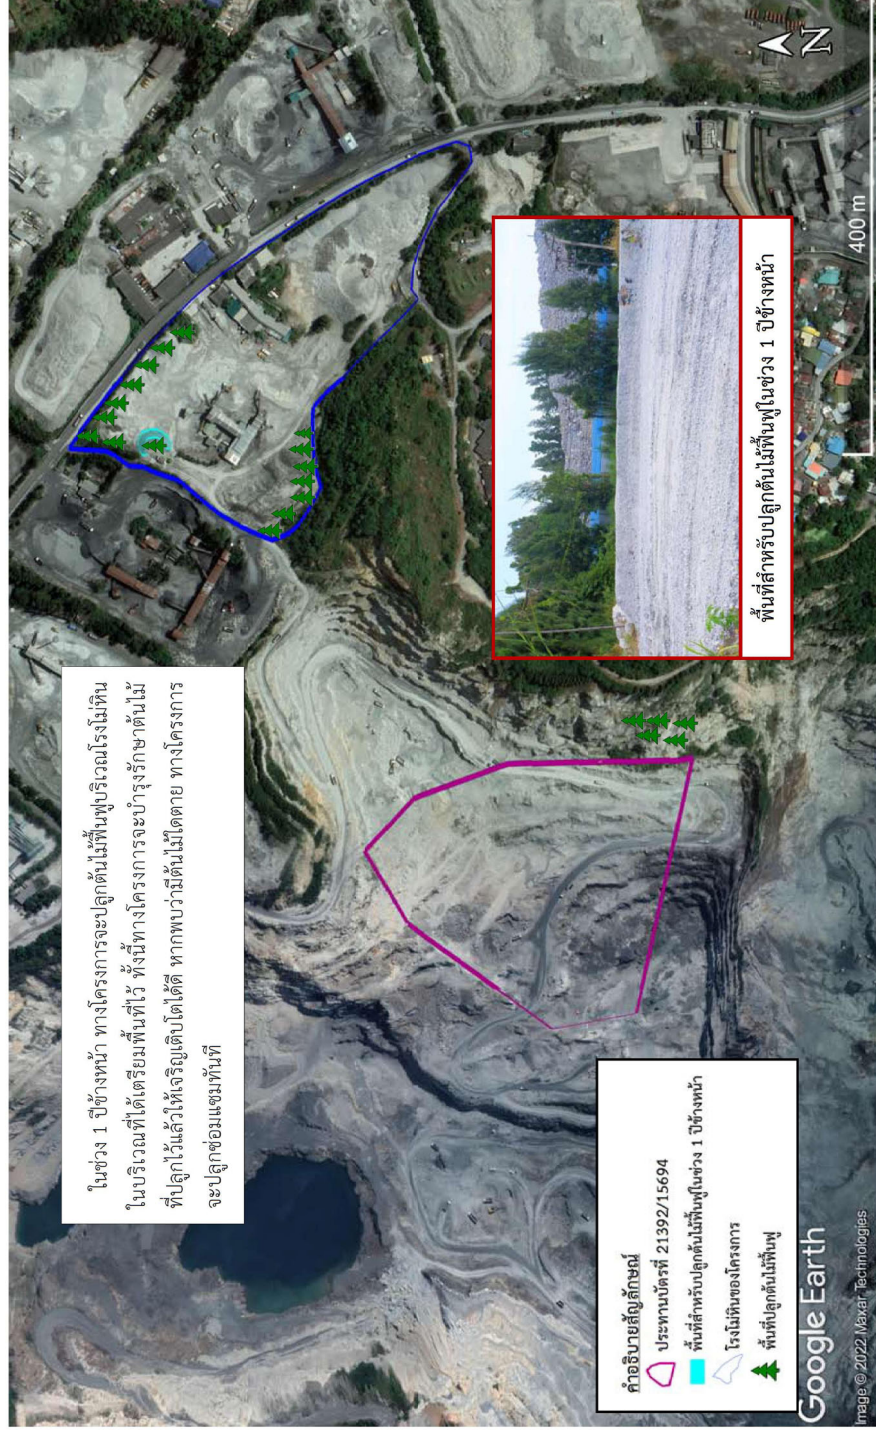 ในช่วง 1 ปีข้างหน้า ทางโครงการจะปลูกต้นไม้ฟื้นฟูบริเวณโรงโม่หิน
ในบริเวณที่ได้เตรียมพื้นที่ไว้ ทั้งนี้ทางโครงการจะบำรุงรักษาต้นไม้
ที่ปลูกไว้แล้วให้เจริญเติบโตได้ดี หากพบว่ามีต้นไม้ใดตาย ทางโครงการ
จะปลูกซ่อมแซมทันที
N
พื้นที่สำหรับปลูกต้นไม้ฟื้นฟูในช่วง 1 ปีข้างหน้า
คำอธิบายสัญลักษณ์
ประทานบัตรที่ 21392/15694
พื้นที่สำหรับปลูกต้นไม้ฟื้นฟูในช่วง 1 ปีข้างหน้า
โรงโม่หินของโครงการ
พื้นที่ปลูกต้นไม้ฟื้นฟู
Google Earth
Image © 2022 Maxar Technologies
400 m